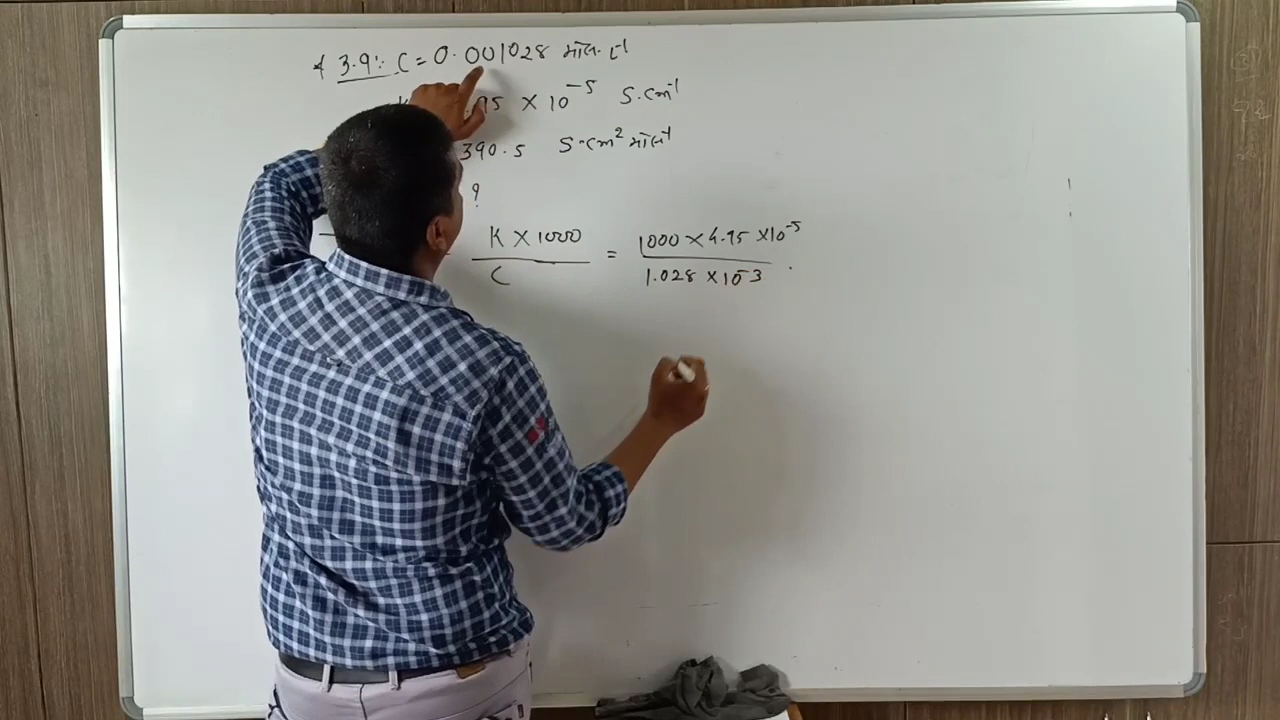 3.9: C = 0.001028 मोल. L⁻¹
.95 × 10⁻⁵ S.cm⁻¹
390.5 S.cm² मोल⁻¹
?
K × 1000 / C = 1000 × 4.95 × 10⁻⁵ / 1.028 × 10⁻³